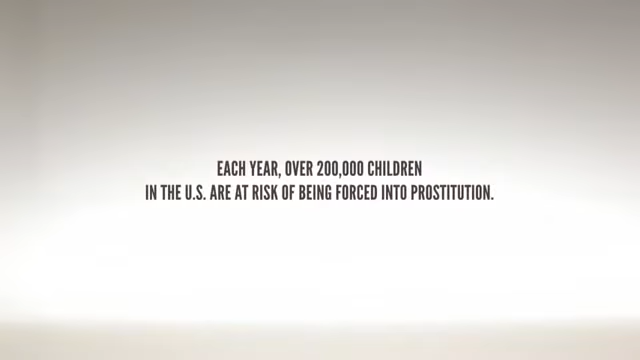 EACH YEAR, OVER 200,000 CHILDREN
IN THE U.S. ARE AT RISK OF BEING FORCED INTO PROSTITUTION.